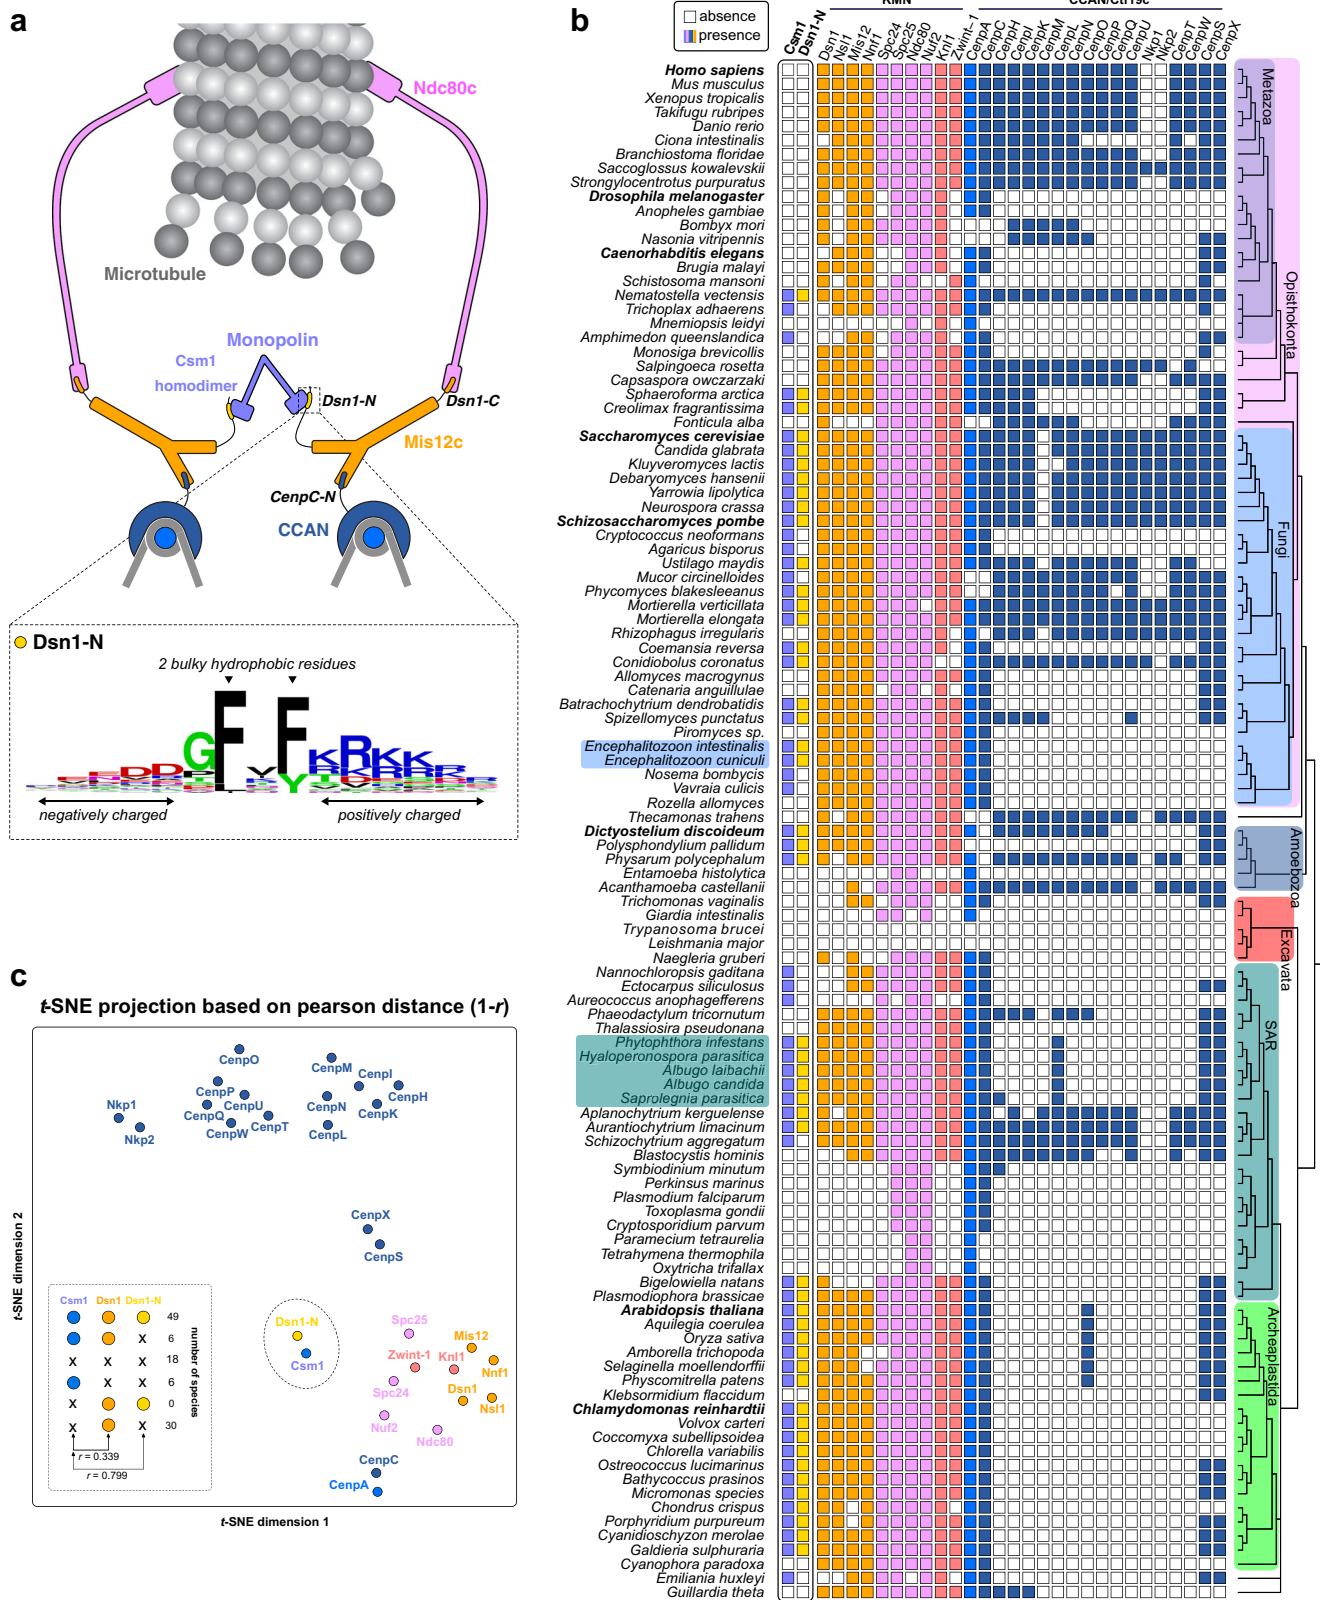 a
Ndc80c
Microtubule
Monopolin
Csm1
homodimer
Dsn1-N
Dsn1-C
Mis12c
CenpC-N
CCAN
Dsn1-N
2 bulky hydrophobic residues
negatively charged
positively charged
b
absence
presence
KMN
CCAN/Ctf19c
Csm1
Dsn1-N
Dsn1
Nsl1
Mis12
Nnf1
Spc24
Spc25
Ndc80
Nuf2
Knl1
Zwint-1
CenpA
CenpC
CenpH
CenpI
CenpK
CenpM
CenpL
CenpN
CenpO
CenpP
CenpQ
CenpU
Nkp1
Nkp2
CenpT
CenpW
CenpS
CenpX
Homo sapiens
Mus musculus
Xenopus tropicalis
Takifugu rubripes
Danio rerio
Ciona intestinalis
Branchiostoma floridae
Saccoglossus kowalevskii
Strongylocentrotus purpuratus
Drosophila melanogaster
Anopheles gambiae
Bombyx mori
Nasonia vitripennis
Caenorhabditis elegans
Brugia malayi
Schistosoma mansoni
Nematostella vectensis
Trichoplax adhaerens
Mnemiopsis leidyi
Amphimedon queenslandica
Monosiga brevicollis
Salpingoeca rosetta
Capsaspora owczarzaki
Sphaeroforma arctica
Creolimax fragrantissima
Fonticula alba
Saccharomyces cerevisiae
Candida glabrata
Kluyveromyces lactis
Debaryomyces hansenii
Yarrowia lipolytica
Neurospora crassa
Schizosaccharomyces pombe
Cryptococcus neoformans
Agaricus bisporus
Ustilago maydis
Mucor circinelloides
Phycomyces blakesleeanus
Mortierella verticillata
Mortierella elongata
Rhizophagus irregularis
Coemansia reversa
Conidiobolus coronatus
Allomyces macrogynus
Catenaria anguillulae
Batrachochytrium dendrobatidis
Spizellomyces punctatus
Piromyces sp.
Encephalitozoon intestinalis
Encephalitozoon cuniculi
Nosema bombycis
Vavraia culicis
Rozella allomyces
Thecamonas trahens
Dictyostelium discoideum
Polysphondylium pallidum
Physarum polycephalum
Entamoeba histolytica
Acanthamoeba castellanii
Trichomonas vaginalis
Giardia intestinalis
Trypanosoma brucei
Leishmania major
Naegleria gruberi
Nannochloropsis gaditana
Ectocarpus siliculosus
Aureococcus anophagefferens
Phaeodactylum tricornutum
Thalassiosira pseudonana
Phytophthora infestans
Hyaloperonospora parasitica
Albugo laibachii
Albugo candida
Saprolegnia parasitica
Aplanochytrium kerguelense
Aurantiochytrium limacinum
Schizochytrium aggregatum
Blastocystis hominis
Symbiodinium minutum
Perkinsus marinus
Plasmodium falciparum
Toxoplasma gondii
Cryptosporidium parvum
Paramecium tetraurelia
Tetrahymena thermophila
Oxytricha trifallax
Bigelowiella natans
Plasmodiophora brassicae
Arabidopsis thaliana
Aquilegia coerulea
Oryza sativa
Amborella trichopoda
Selaginella moellendorffii
Physcomitrella patens
Klebsormidium flaccidum
Chlamydomonas reinhardtii
Volvox carteri
Coccomyxa subellipsoidea
Chlorella variabilis
Ostreococcus lucimarinus
Bathycoccus prasinos
Micromonas species
Chondrus crispus
Porphyridium purpureum
Cyanidioschyzon merolae
Galdieria sulphuraria
Cyanophora paradoxa
Emiliania huxleyi
Guillardia theta
Metazoa
Opisthokonta
Fungi
Amoebozoa
Excavata
SAR
Archeaplastida
c
t-SNE projection based on pearson distance (1-r)
CenpO
CenpM
CenpI
CenpP
CenpH
CenpU
CenpN
Nkp1
CenpQ
CenpK
CenpT
Nkp2
CenpW
CenpL
CenpX
CenpS
Csm1 Dsn1 Dsn1-N
49
X 6
X X X 18
X X 6
X 0
X X 30
number of species
r = 0.339
r = 0.799
Dsn1-N
Csm1
Spc25
Mis12
Zwint-1
Knl1
Nnf1
Spc24
Dsn1
Nsl1
Nuf2
Ndc80
CenpC
CenpA
t-SNE dimension 2
t-SNE dimension 1